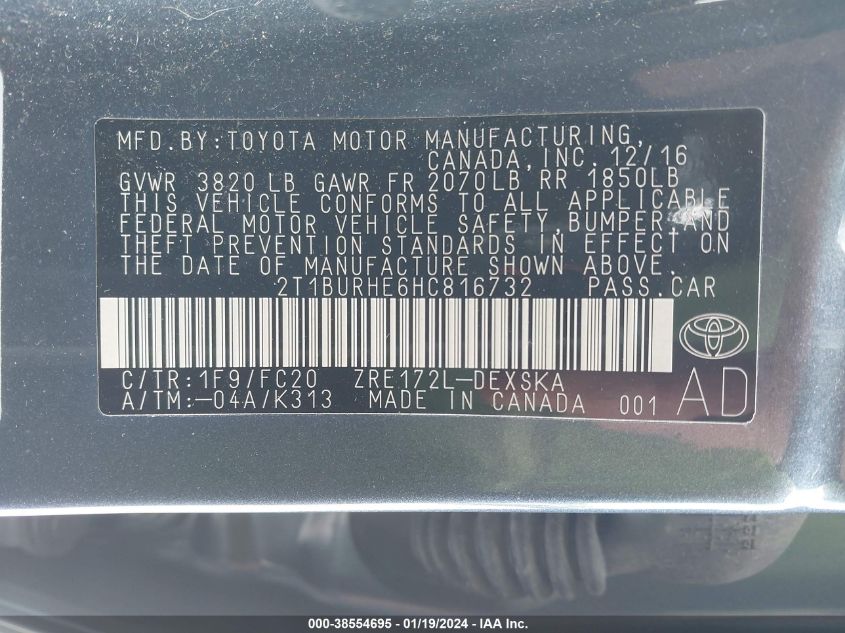 MFD.BY:TOYOTA MOTOR MANUFACTURING,
CANADA,INC. 12/16
GVWR 3820 LB GAWR FR 2070LB RR 1850LB
THIS VEHICLE CONFORMS TO ALL APPLICABLE
FEDERAL MOTOR VEHICLE SAFETY,BUMPER,AND
THEFT PREVENTION STANDARDS IN EFFECT ON
THE DATE OF MANUFACTURE SHOWN ABOVE.
2T1BURHE6HC816732 PASS.CAR
C/TR:1F9/FC20 ZRE172L-DEXSKA
A/TM:-04A/K313 MADE IN CANADA 001 AD
000-38554695 - 01/19/2024 - IAA Inc.